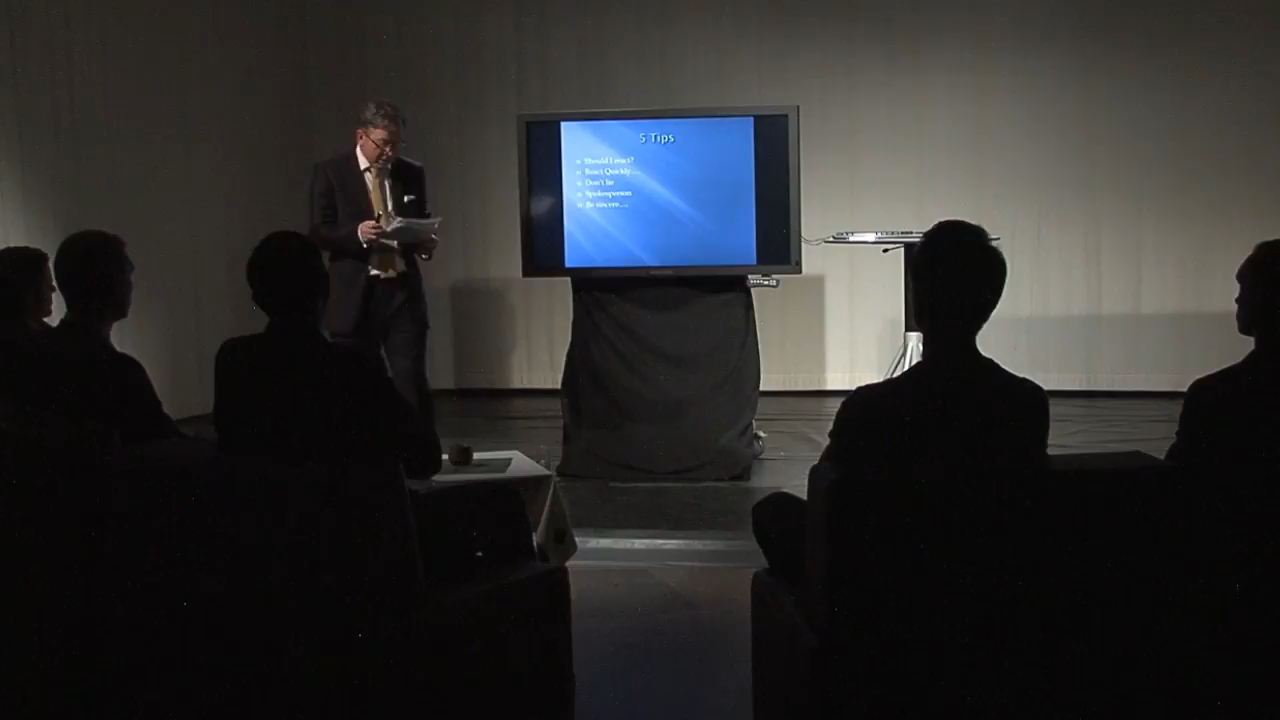 5 Tips
Should I react?
React Quickly....
Don't lie
Spokesperson
Be sincere....